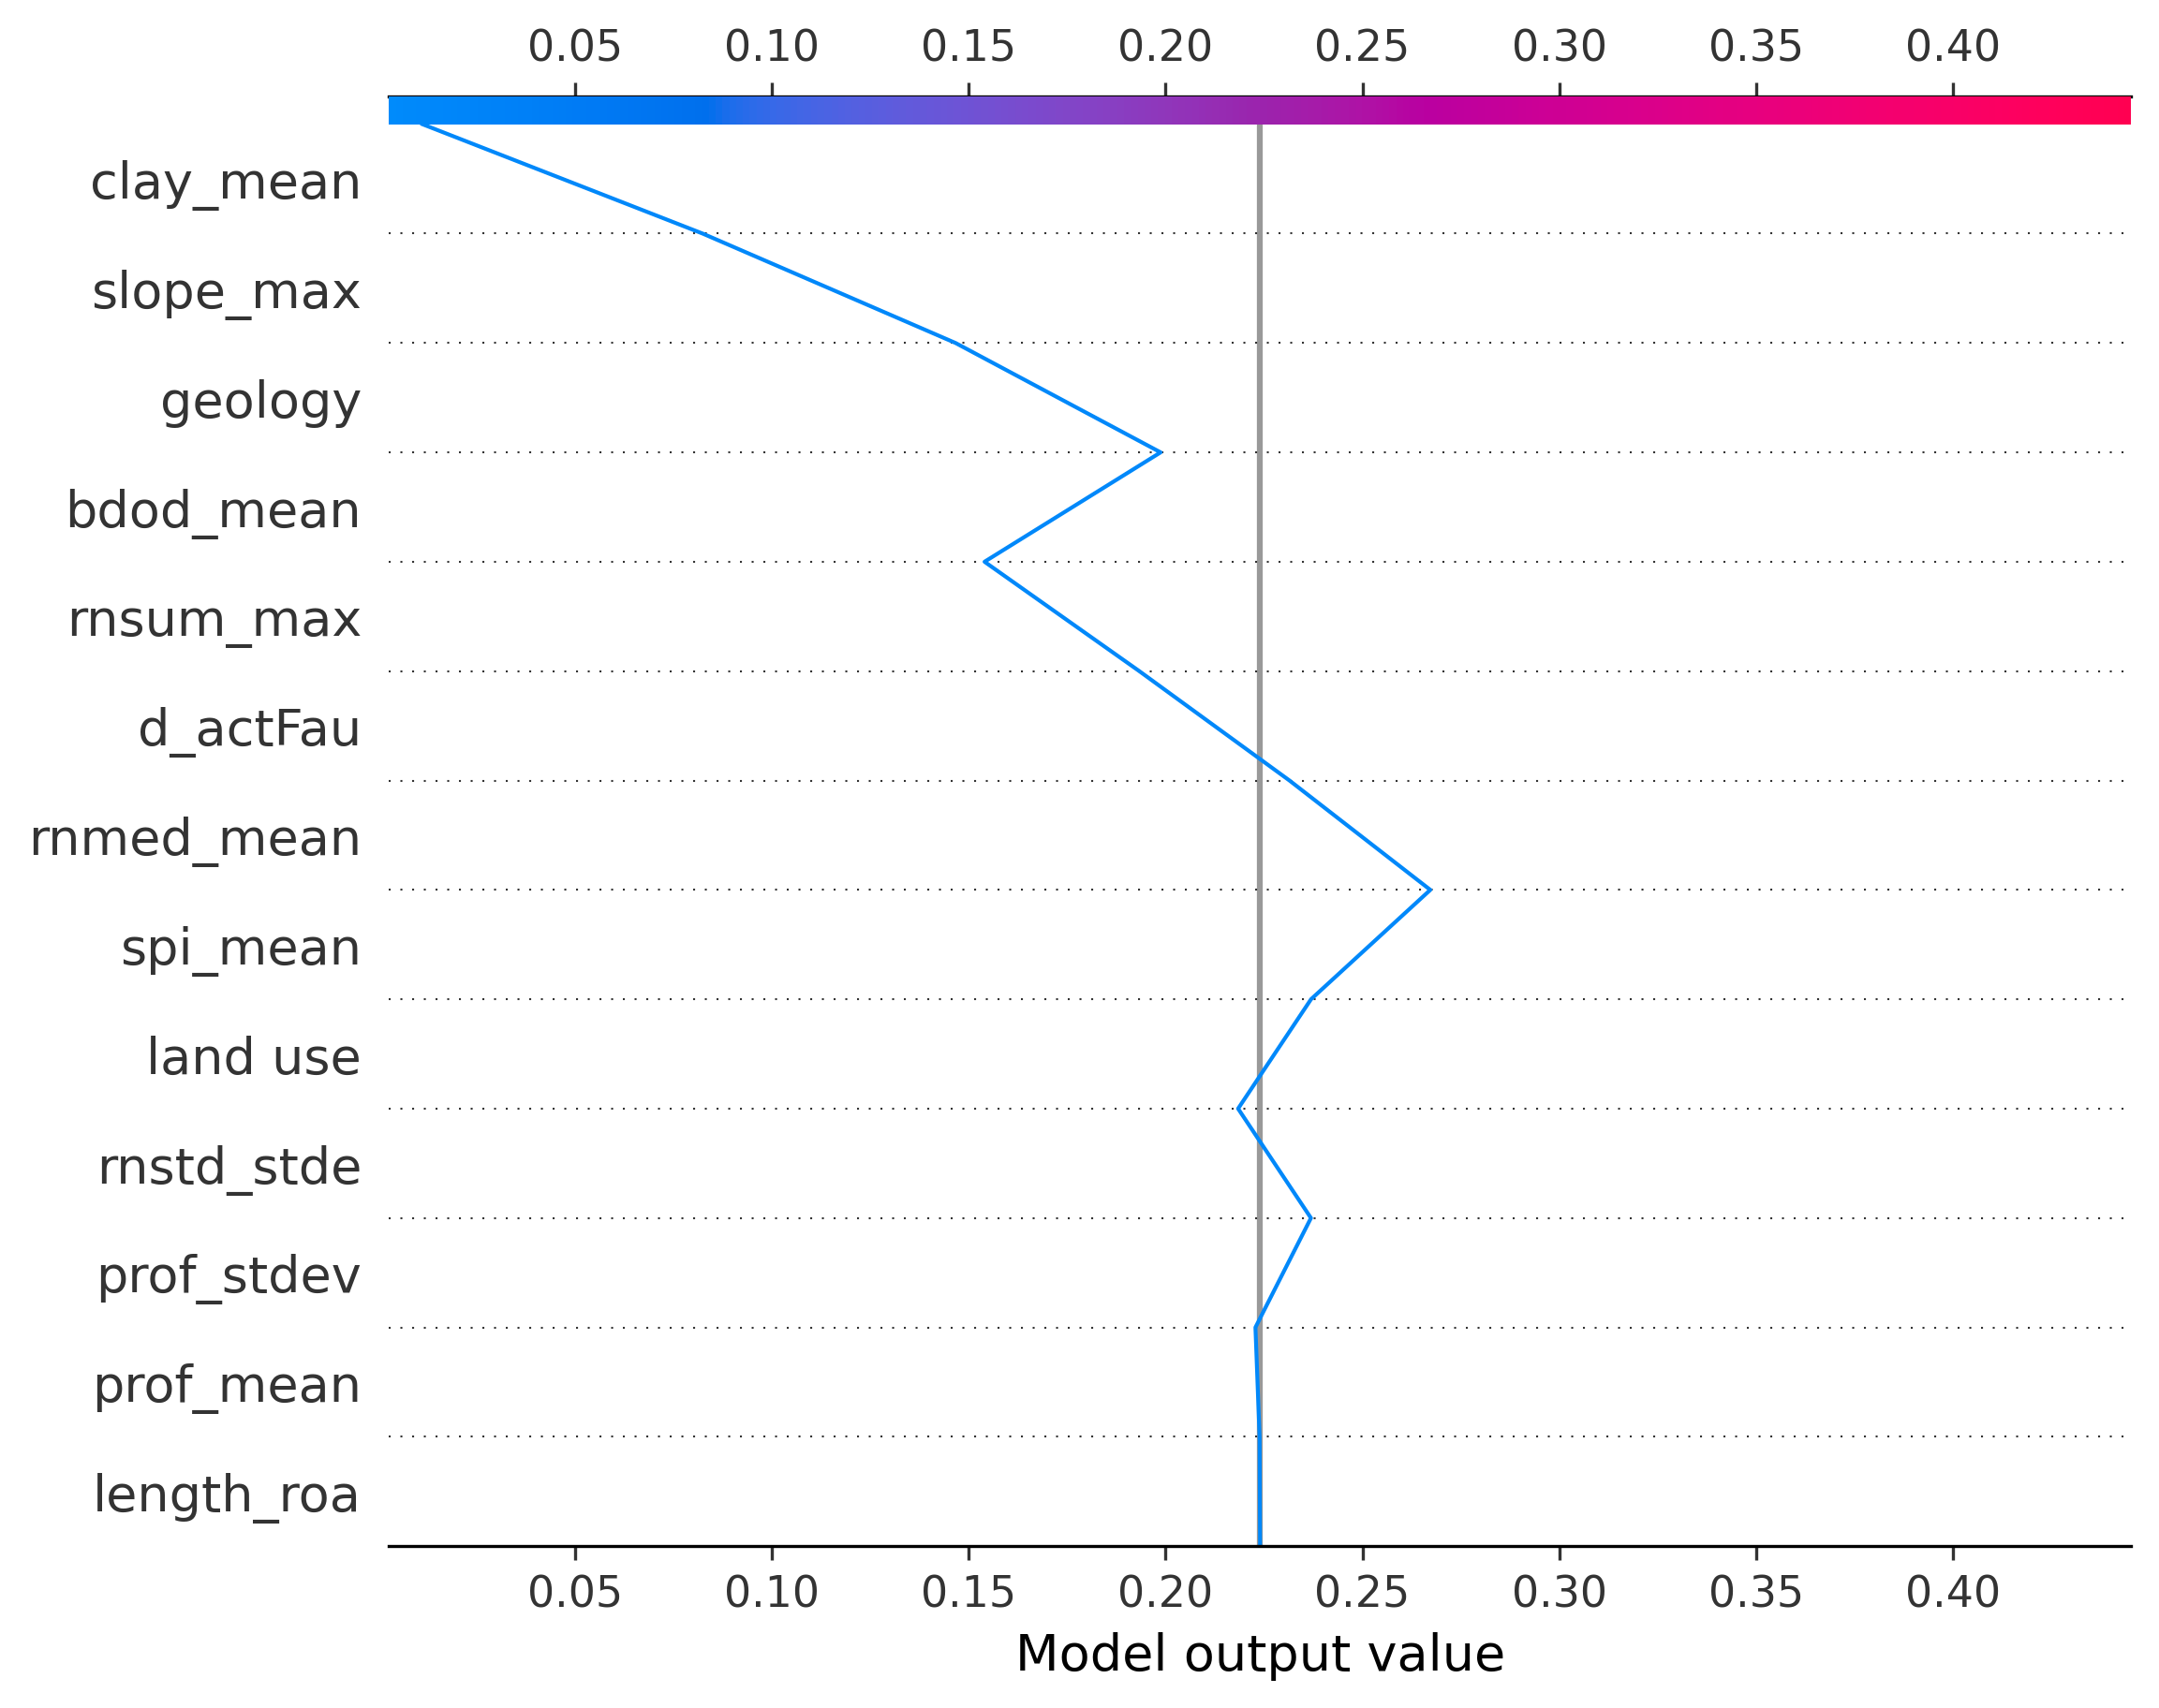 0.05 0.10 0.15 0.20 0.25 0.30 0.35 0.40
clay_mean
slope_max
geology
bdod_mean
rnsum_max
d_actFau
rnmed_mean
spi_mean
land use
rnstd_stde
prof_stdev
prof_mean
length_roa
0.05 0.10 0.15 0.20 0.25 0.30 0.35 0.40
Model output value